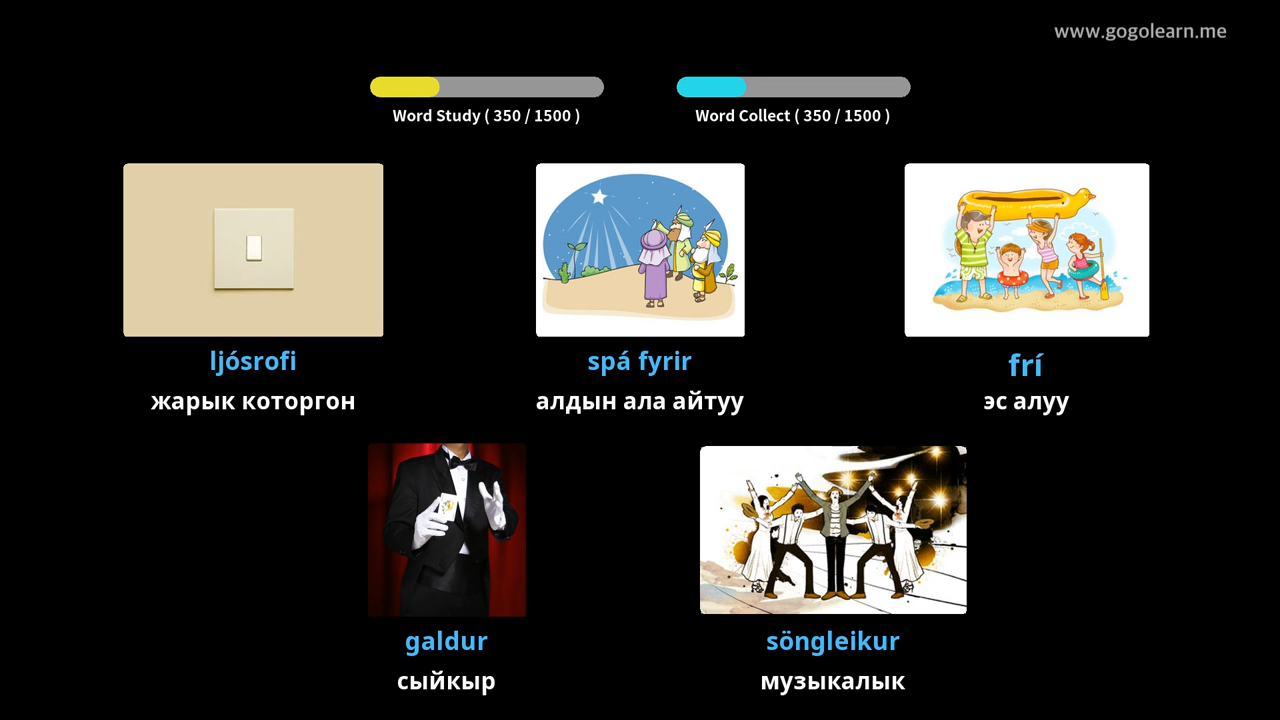 www.gogolearn.me
Word Study ( 350 / 1500 )
Word Collect ( 350 / 1500 )
ljósrofi
жарык которгон
spá fyrir
алдын ала айтуу
frí
эс алуу
galdur
сыйкыр
söngleikur
музыкалык